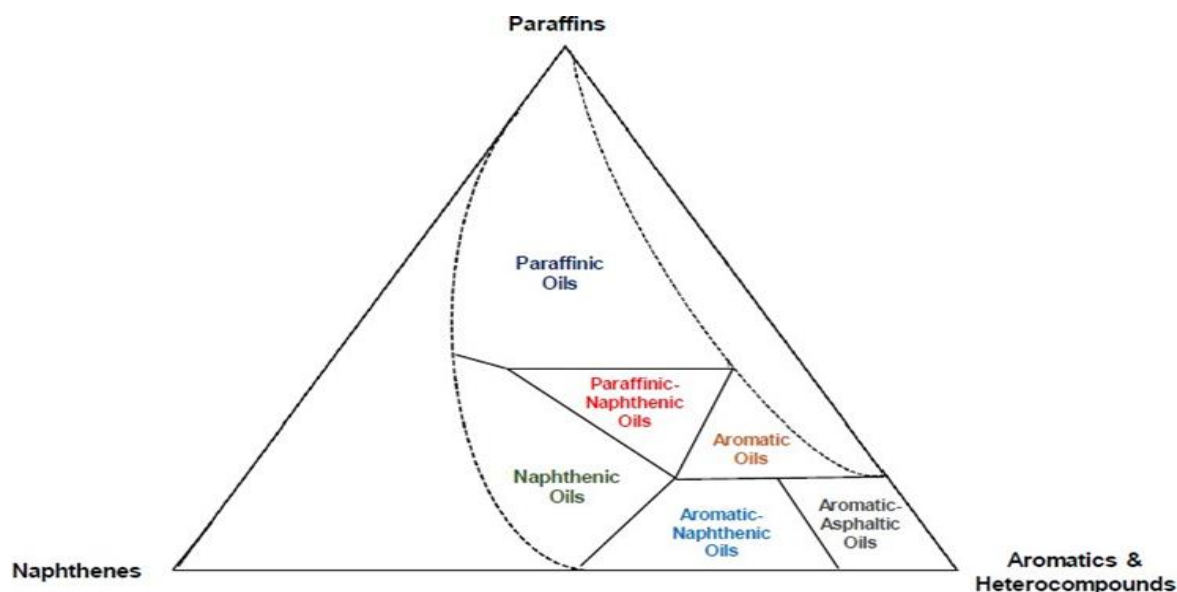 Paraffins
Paraffinic
Oils
Paraffinic-
Naphthenic
Oils
Aromatic
Oils
Naphthenic
Oils
Aromatic-
Naphthenic
Oils
Aromatic-
Asphaltic
Oils
Naphthenes
Aromatics &
Heterocompounds